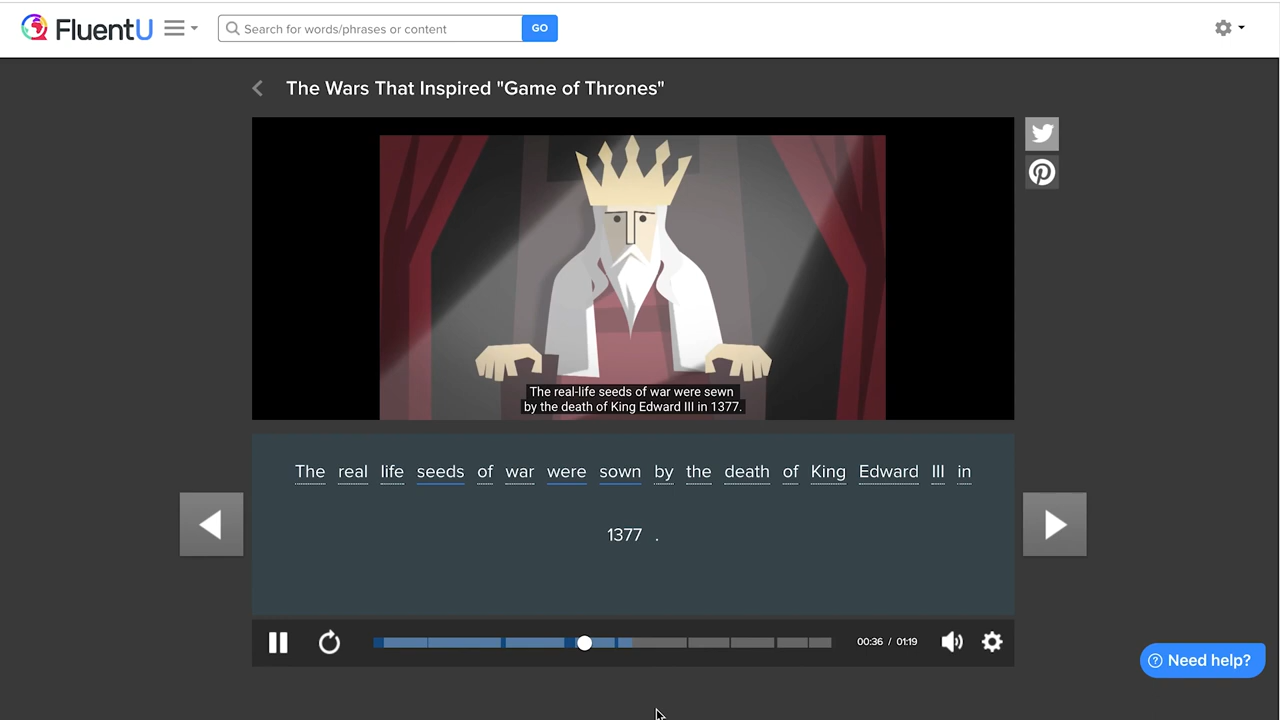 FluentU
Search for words/phrases or content
GO
The Wars That Inspired "Game of Thrones"
The real-life seeds of war were sewn
by the death of King Edward III in 1377.
The real life seeds of war were sown by the death of King Edward III in
1377 .
00:36 / 01:19
? Need help?